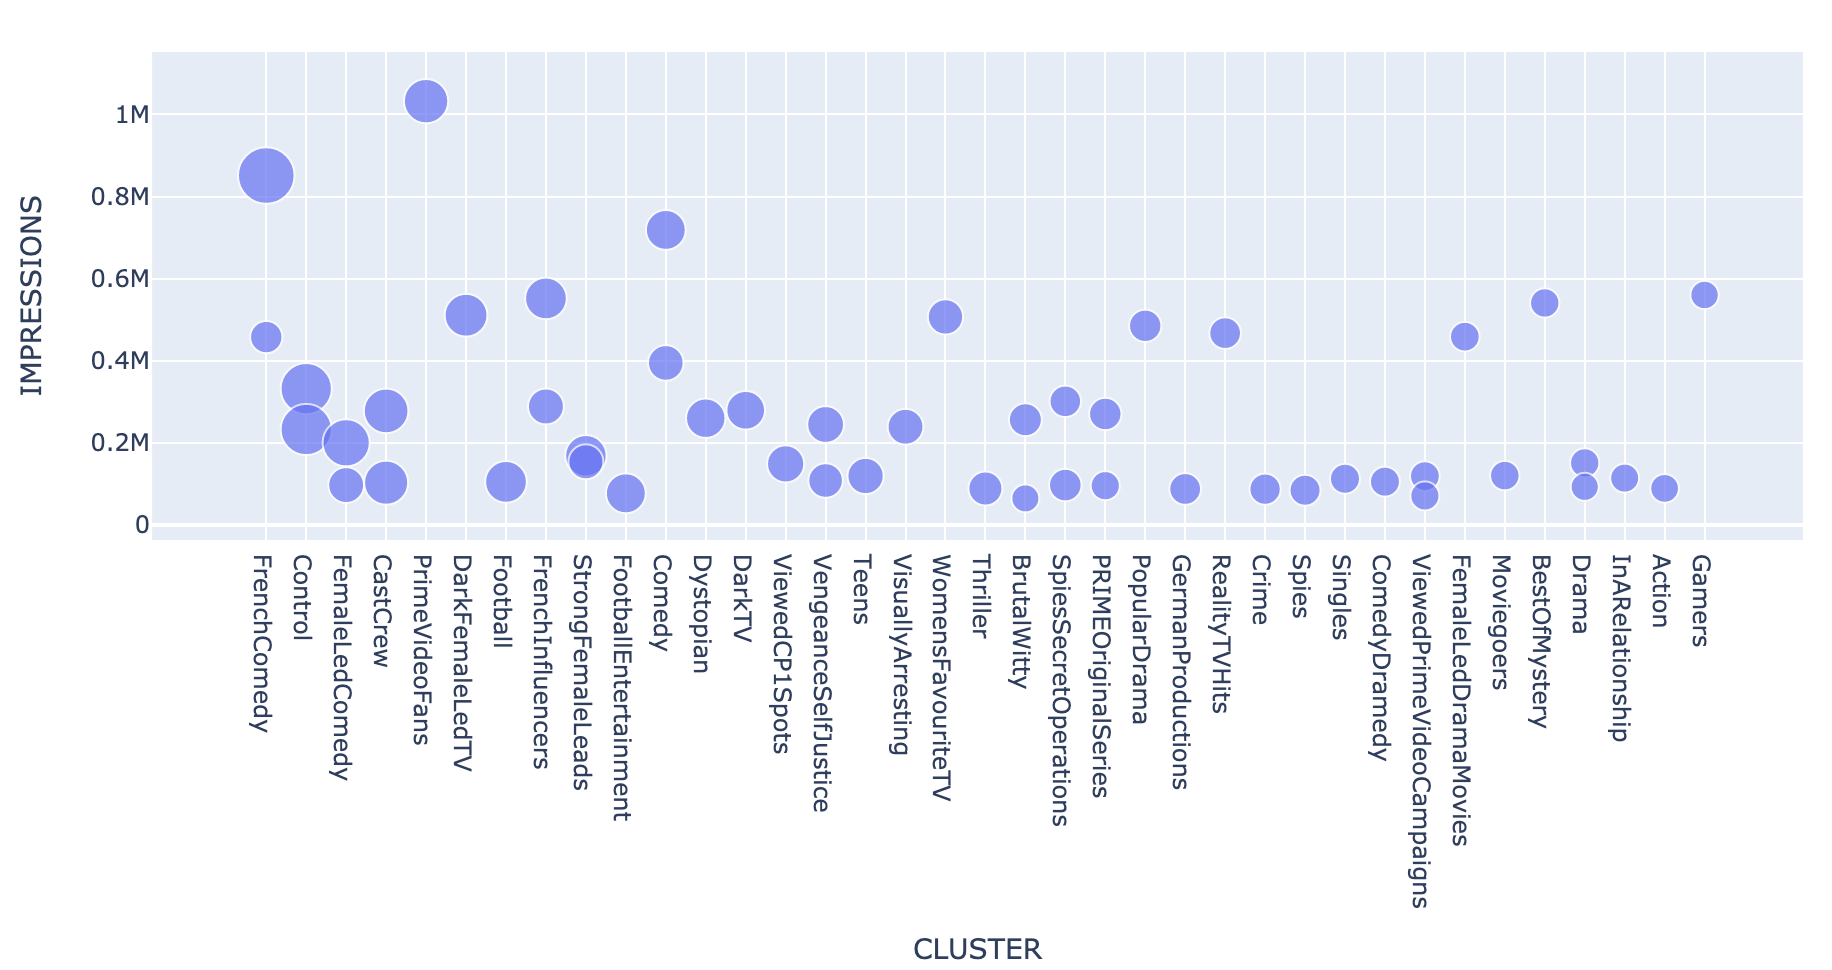 IMPRESSIONS
1M
0.8M
0.6M
0.4M
0.2M
0
FrenchComedy
Control
FemaleLedComedy
CastCrew
PrimeVideoFans
DarkFemaleLedTV
Football
FrenchInfluencers
StrongFemaleLeads
FootballEntertainment
Comedy
Dystopian
DarkTV
ViewedCP1Spots
VengeanceSelfJustice
Teens
VisuallyArresting
WomensFavouriteTV
Thriller
BrutalWitty
SpiesSecretOperations
PRIMEOriginalSeries
PopularDrama
GermanProductions
RealityTVHits
Crime
Spies
Singles
ComedyDramedy
ViewedPrimeVideoCampaigns
FemaleLedDramaMovies
Moviegoers
BestOfMystery
Drama
InARelationship
Action
Gamers
CLUSTER